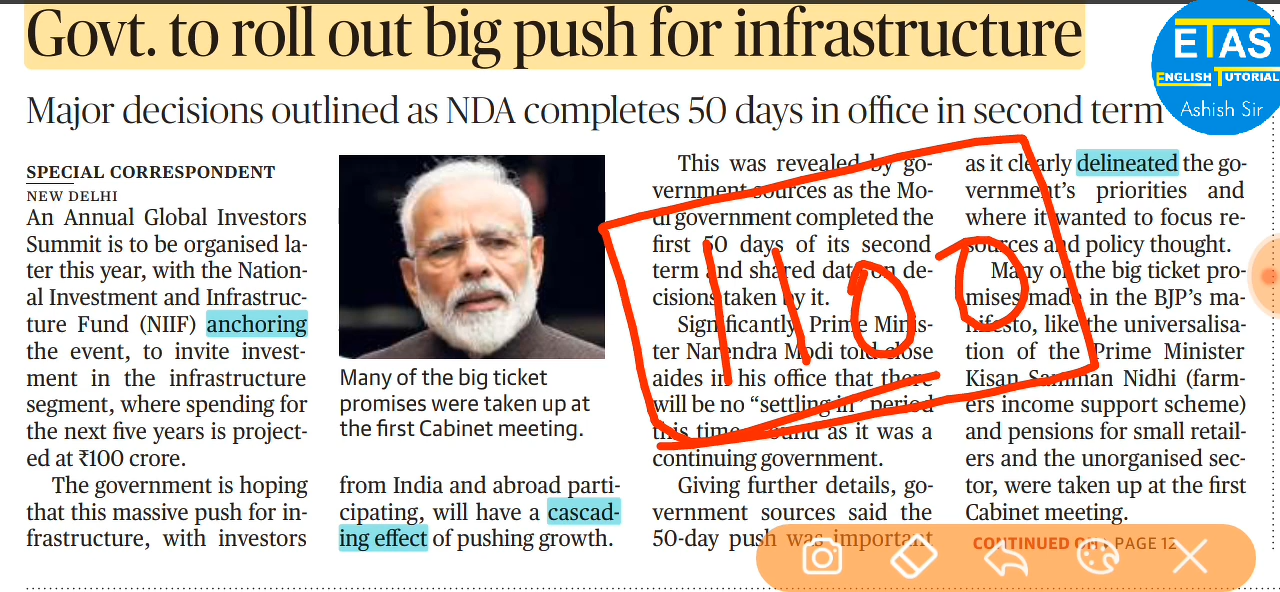 Govt. to roll out big push for infrastructure
Major decisions outlined as NDA completes 50 days in office in second term
ETAS
ENGLISH TUTORIAL
Ashish Sir
SPECIAL CORRESPONDENT
NEW DELHI
An Annual Global Investors
Summit is to be organised la-
ter this year, with the Nation-
al Investment and Infrastruc-
ture Fund (NIIF) anchoring
the event, to invite invest-
ment in the infrastructure
segment, where spending for
the next five years is project-
ed at ₹100 crore.
The government is hoping
that this massive push for in-
frastructure, with investors
Many of the big ticket
promises were taken up at
the first Cabinet meeting.
from India and abroad parti-
cipating, will have a cascad-
ing effect of pushing growth.
This was revealed by go-
vernment sources as the Mo-
di government completed the
first 50 days of its second
term and shared data on de-
cisions taken by it.
Significantly, Prime Minis-
ter Narendra Modi told close
aides in his office that there
will be no “settling in” period
this time around as it was a
continuing government.
Giving further details, go-
vernment sources said the
50-day push was important
as it clearly delineated the go-
vernment’s priorities and
where it wanted to focus re-
sources and policy thought.
Many of the big ticket pro-
mises made in the BJP’s ma-
nifesto, like the universalisa-
tion of the Prime Minister
Kisan Samman Nidhi (farm-
ers income support scheme)
and pensions for small retail-
ers and the unorganised sec-
tor, were taken up at the first
Cabinet meeting.
CONTINUED ON PAGE 12
1100